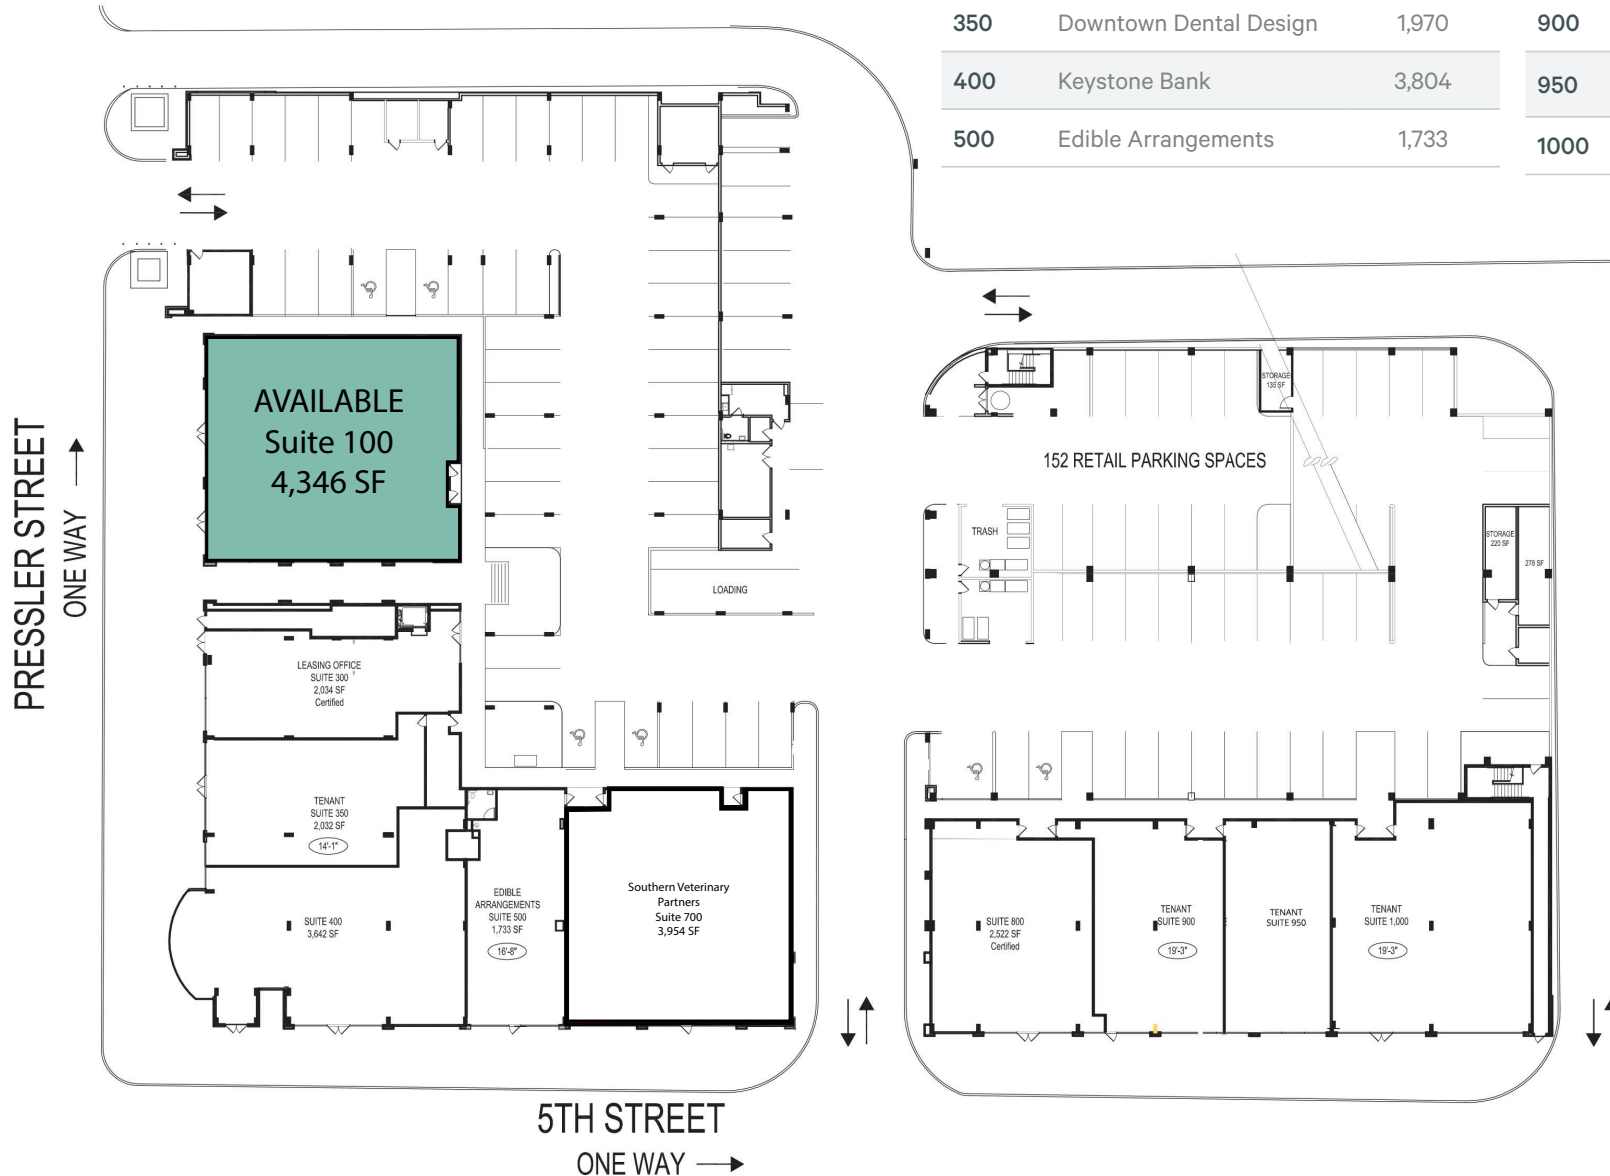 350 Downtown Dental Design 1,970 900
400 Keystone Bank 3,804 950
500 Edible Arrangements 1,733 1000
AVAILABLE
Suite 100
4,346 SF
PRESSLER STREET
ONE WAY
STORAGE
135 SF
152 RETAIL PARKING SPACES
TRASH
STORAGE
220 SF
278 SF
LOADING
LEASING OFFICE
SUITE 300
2,034 SF
Certified
TENANT
SUITE 350
2,032 SF
14'-1"
SUITE 400
3,642 SF
EDIBLE
ARRANGEMENTS
SUITE 500
1,733 SF
16'-8"
Southern Veterinary
Partners
Suite 700
3,954 SF
SUITE 800
2,522 SF
Certified
TENANT
SUITE 900
19'-3"
TENANT
SUITE 950
TENANT
SUITE 1,000
19'-3"
5TH STREET
ONE WAY